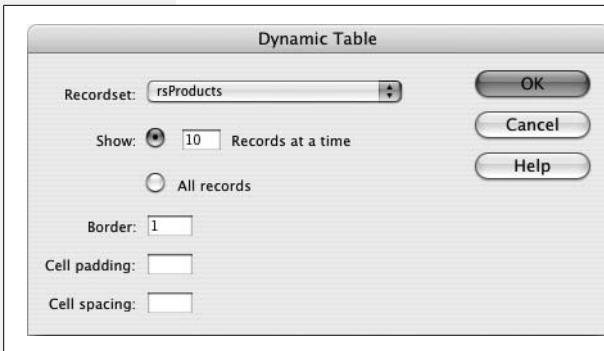 Dynamic Table
Recordset: rsProducts
Show: 10 Records at a time
All records
Border: 1
Cell padding:
Cell spacing:
OK
Cancel
Help